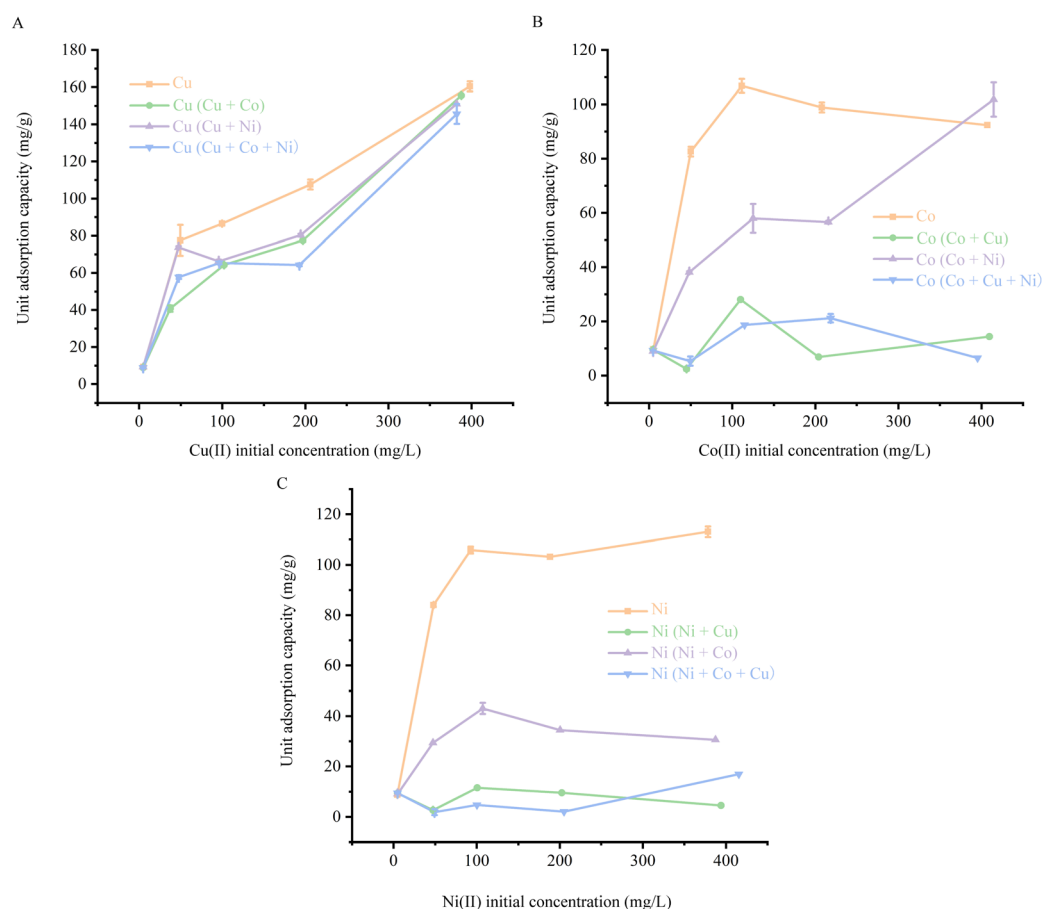 A
Unit adsorption capacity (mg/g)
180
160
140
120
100
80
60
40
20
0
Cu
Cu (Cu + Co)
Cu (Cu + Ni)
Cu (Cu + Co + Ni)
0 100 200 300 400
Cu(II) initial concentration (mg/L)
B
Unit adsorption capacity (mg/g)
120
100
80
60
40
20
0
Co
Co (Co + Cu)
Co (Co + Ni)
Co (Co + Cu + Ni)
0 100 200 300 400
Co(II) initial concentration (mg/L)
C
Unit adsorption capacity (mg/g)
120
100
80
60
40
20
0
Ni
Ni (Ni + Cu)
Ni (Ni + Co)
Ni (Ni + Co + Cu)
0 100 200 300 400
Ni(II) initial concentration (mg/L)